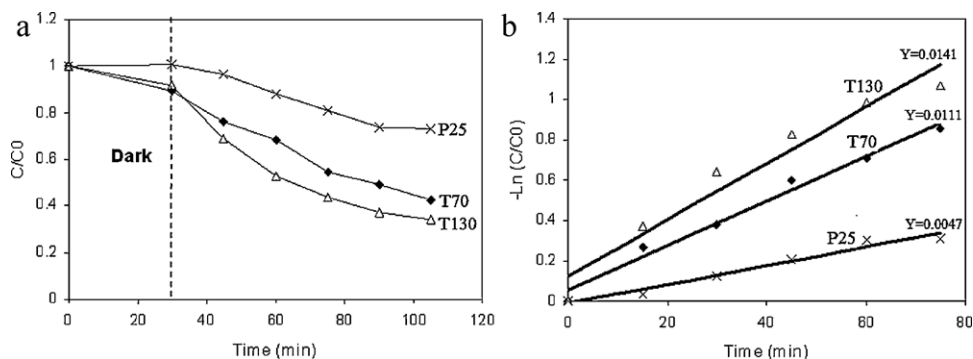 a
1.2
1
0.8
0.6
0.4
0.2
0
C/C0
Dark
P25
T70
T130
0 20 40 60 80 100 120
Time (min)
b
1.4
1.2
1
0.8
0.6
0.4
0.2
0.0
-Ln (C/C0)
Y=0.0141
T130
Y=0.0111
T70
Y=0.0047
P25
0 20 40 60 80
Time (min)